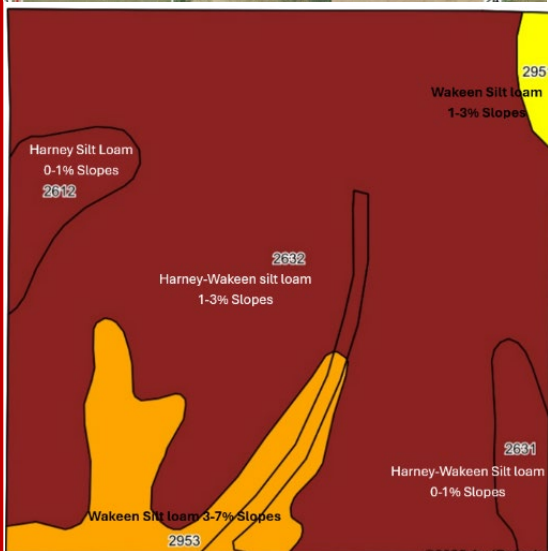 295
Wakeen Silt loam
1-3% Slopes
Harney Silt Loam
0-1% Slopes
2612
2632
Harney-Wakeen silt loam
1-3% Slopes
2631
Harney-Wakeen Silt loam
0-1% Slopes
Wakeen Silt loam 3-7% Slopes
2953